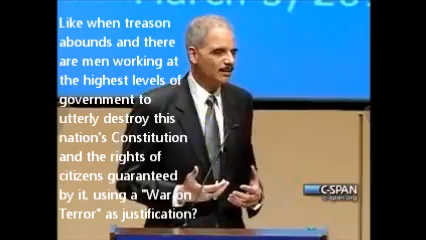 March
Like when treason
abounds and there
are men working at
the highest levels of
government to
utterly destroy this
nation's Constitution
and the rights of
citizens guaranteed
by it, using a "War on
Terror" as justification?
C-SPAN
c-span.org